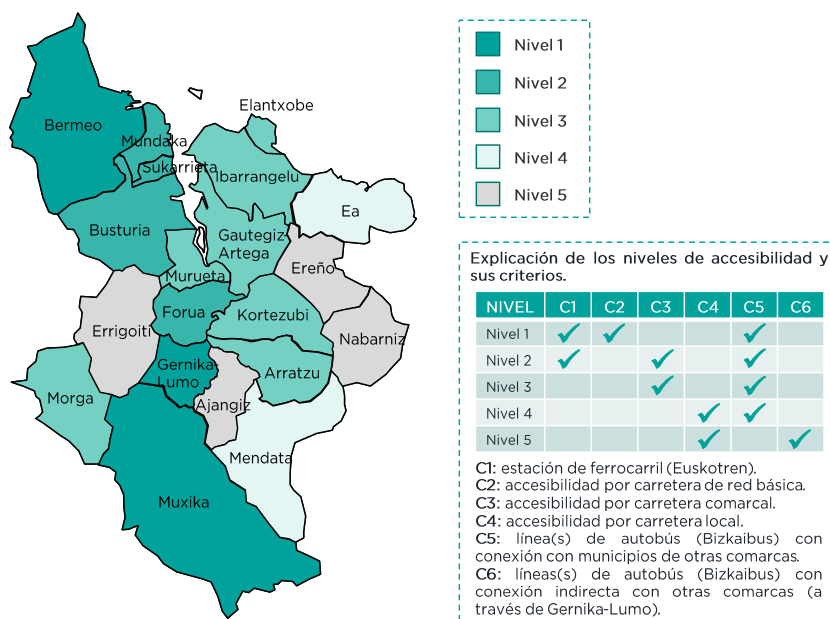 Elantxobe
Bermeo
Mundaka
Sukarrieta
Ibarrangelu
Ea
Busturia
Gautegiz-
Artega
Ereño
Murueta
Errigoiti
Forua
Kortezubi
Nabarniz
Gernika-
Lumo
Arratzu
Morga
Ajangiz
Mendata
Muxika
Nivel 1
Nivel 2
Nivel 3
Nivel 4
Nivel 5
Explicación de los niveles de accesibilidad y
sus criterios.
NIVEL C1 C2 C3 C4 C5 C6
Nivel 1 ✓ ✓ ✓
Nivel 2 ✓ ✓ ✓
Nivel 3 ✓ ✓
Nivel 4 ✓ ✓
Nivel 5 ✓ ✓
C1: estación de ferrocarril (Euskotren).
C2: accesibilidad por carretera de red básica.
C3: accesibilidad por carretera comarcal.
C4: accesibilidad por carretera local.
C5: línea(s) de autobús (Bizkaibus) con
conexión con municipios de otras comarcas.
C6: líneas(s) de autobús (Bizkaibus) con
conexión indirecta con otras comarcas (a
través de Gernika-Lumo).